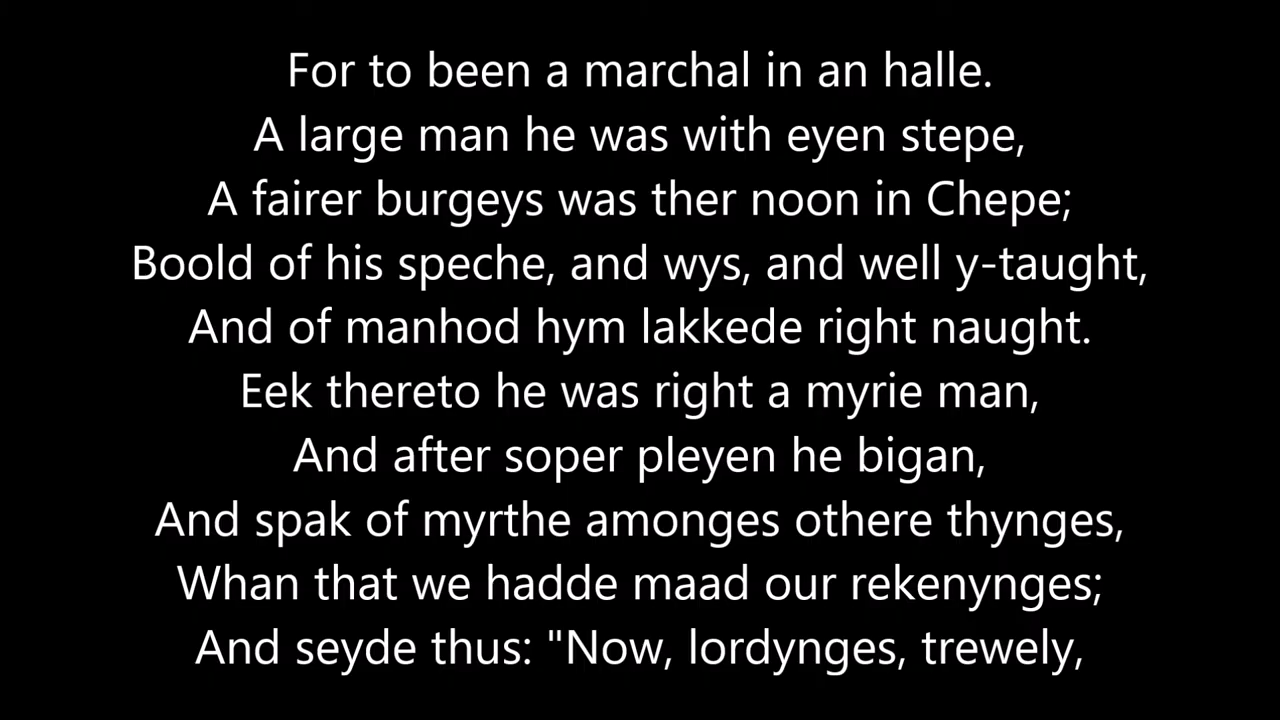 For to been a marchal in an halle.
A large man he was with eyen stepe,
A fairer burgeys was ther noon in Chepe;
Boold of his speche, and wys, and well y-taught,
And of manhod hym lakkede right naught.
Eek thereto he was right a myrie man,
And after soper pleyen he bigan,
And spak of myrthe amonges othere thynges,
Whan that we hadde maad our rekenynges;
And seyde thus: "Now, lordynges, trewely,